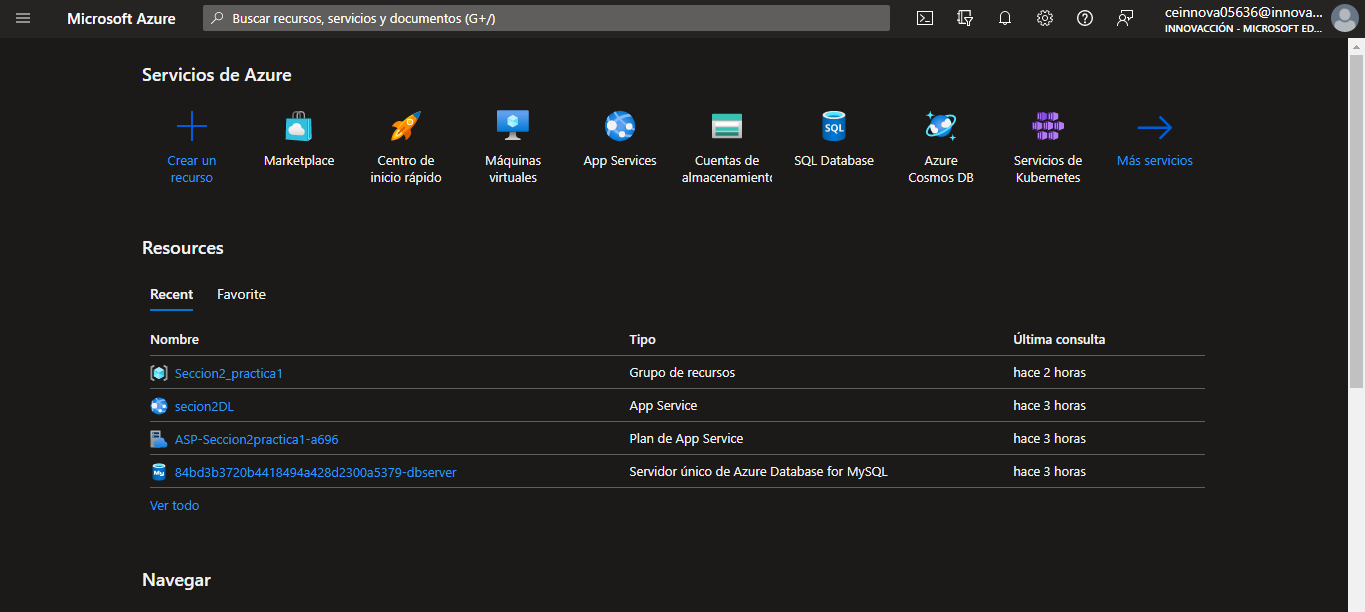 Microsoft Azure
Buscar recursos, servicios y documentos (G+/)
ceinnova05636@innova...
INNOVACCIÓN - MICROSOFT ED...
Servicios de Azure
Crear un
recurso
Marketplace
Centro de
inicio rápido
Máquinas
virtuales
App Services
Cuentas de
almacenamiento
SQL
SQL Database
Azure
Cosmos DB
Servicios de
Kubernetes
Más servicios
Resources
Recent Favorite
Nombre Tipo Última consulta
Seccion2_practica1 Grupo de recursos hace 2 horas
secion2DL App Service hace 3 horas
ASP-Seccion2practica1-a696 Plan de App Service hace 3 horas
My 84bd3b3720b4418494a428d2300a5379-dbserver Servidor único de Azure Database for MySQL hace 3 horas
Ver todo
Navegar